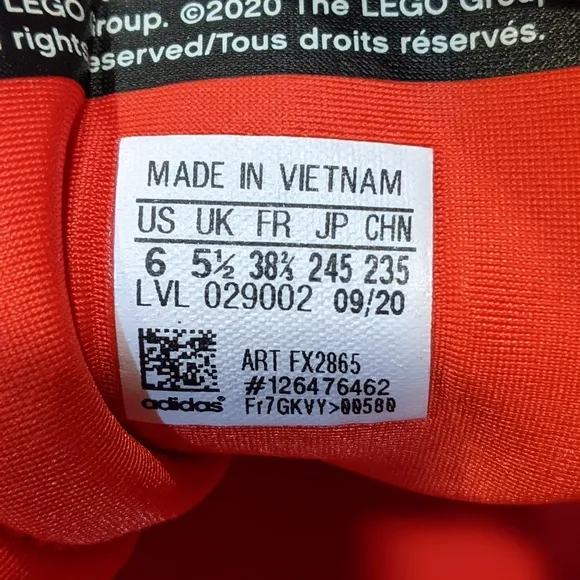 LEGO Group. ©2020 The LEGO Group
rights reserved/Tous droits réservés.
MADE IN VIETNAM
US UK FR JP CHN
6 5½ 38⅔ 245 235
LVL 029002 09/20
ART FX2865
#126476462
adidas® Fr7GKVY>00580